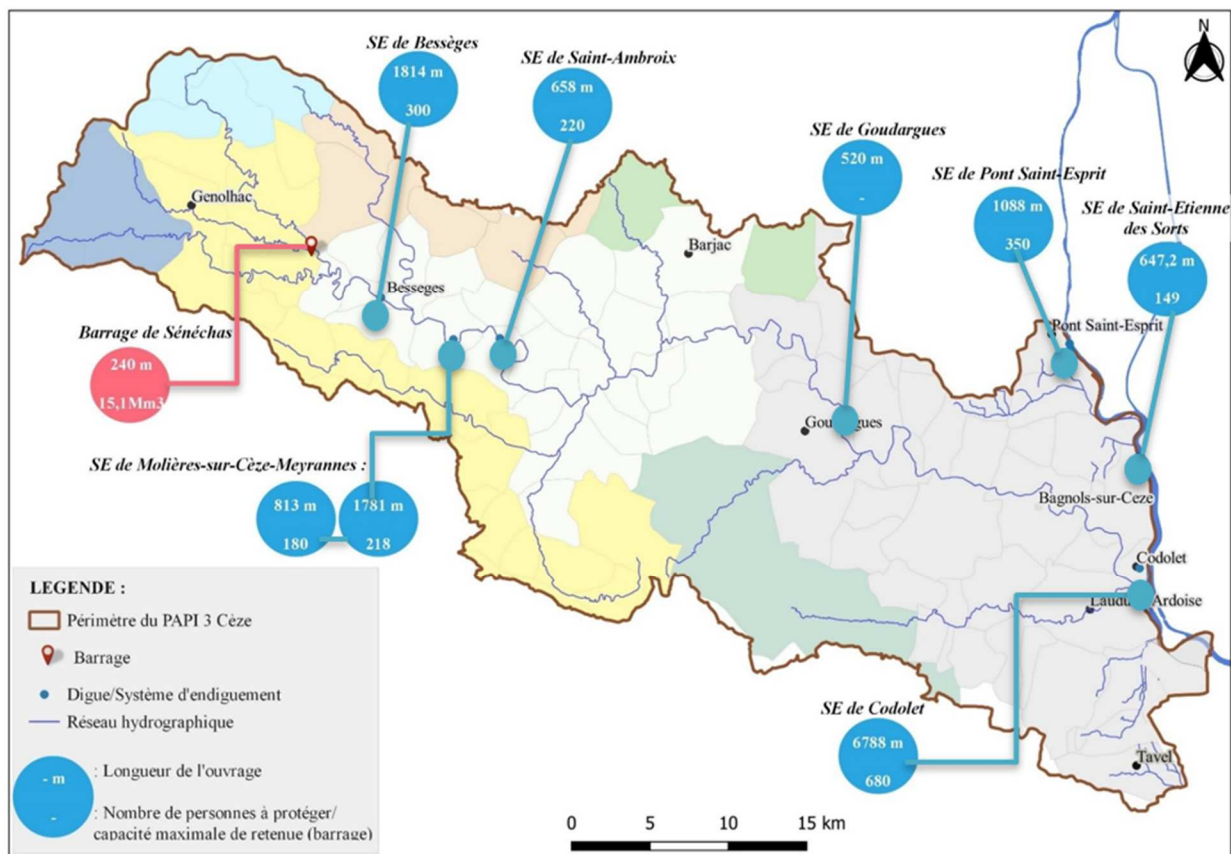 N
SE de Bessèges
1814 m
300
SE de Saint-Ambroix
658 m
220
SE de Goudargues
520 m
-
SE de Pont Saint-Esprit
1088 m
350
SE de Saint-Etienne
des Sorts
647,2 m
149
Genolhac
Barjac
Besseges
Pont Saint-Esprit
Barrage de Sénéchas
240 m
15,1Mm3
SE de Molières-sur-Cèze-Meyrannes :
813 m
180
1781 m
218
Bagnols-sur-Ceze
Codolet
Ardoise
SE de Codolet
6788 m
680
Tavel
LEGENDE :
Périmètre du PAPI 3 Cèze
Barrage
Digue/Système d'endiguement
Réseau hydrographique
- m
: Longueur de l'ouvrage
-
: Nombre de personnes à protéger/
capacité maximale de retenue (barrage)
0 5 10 15 km